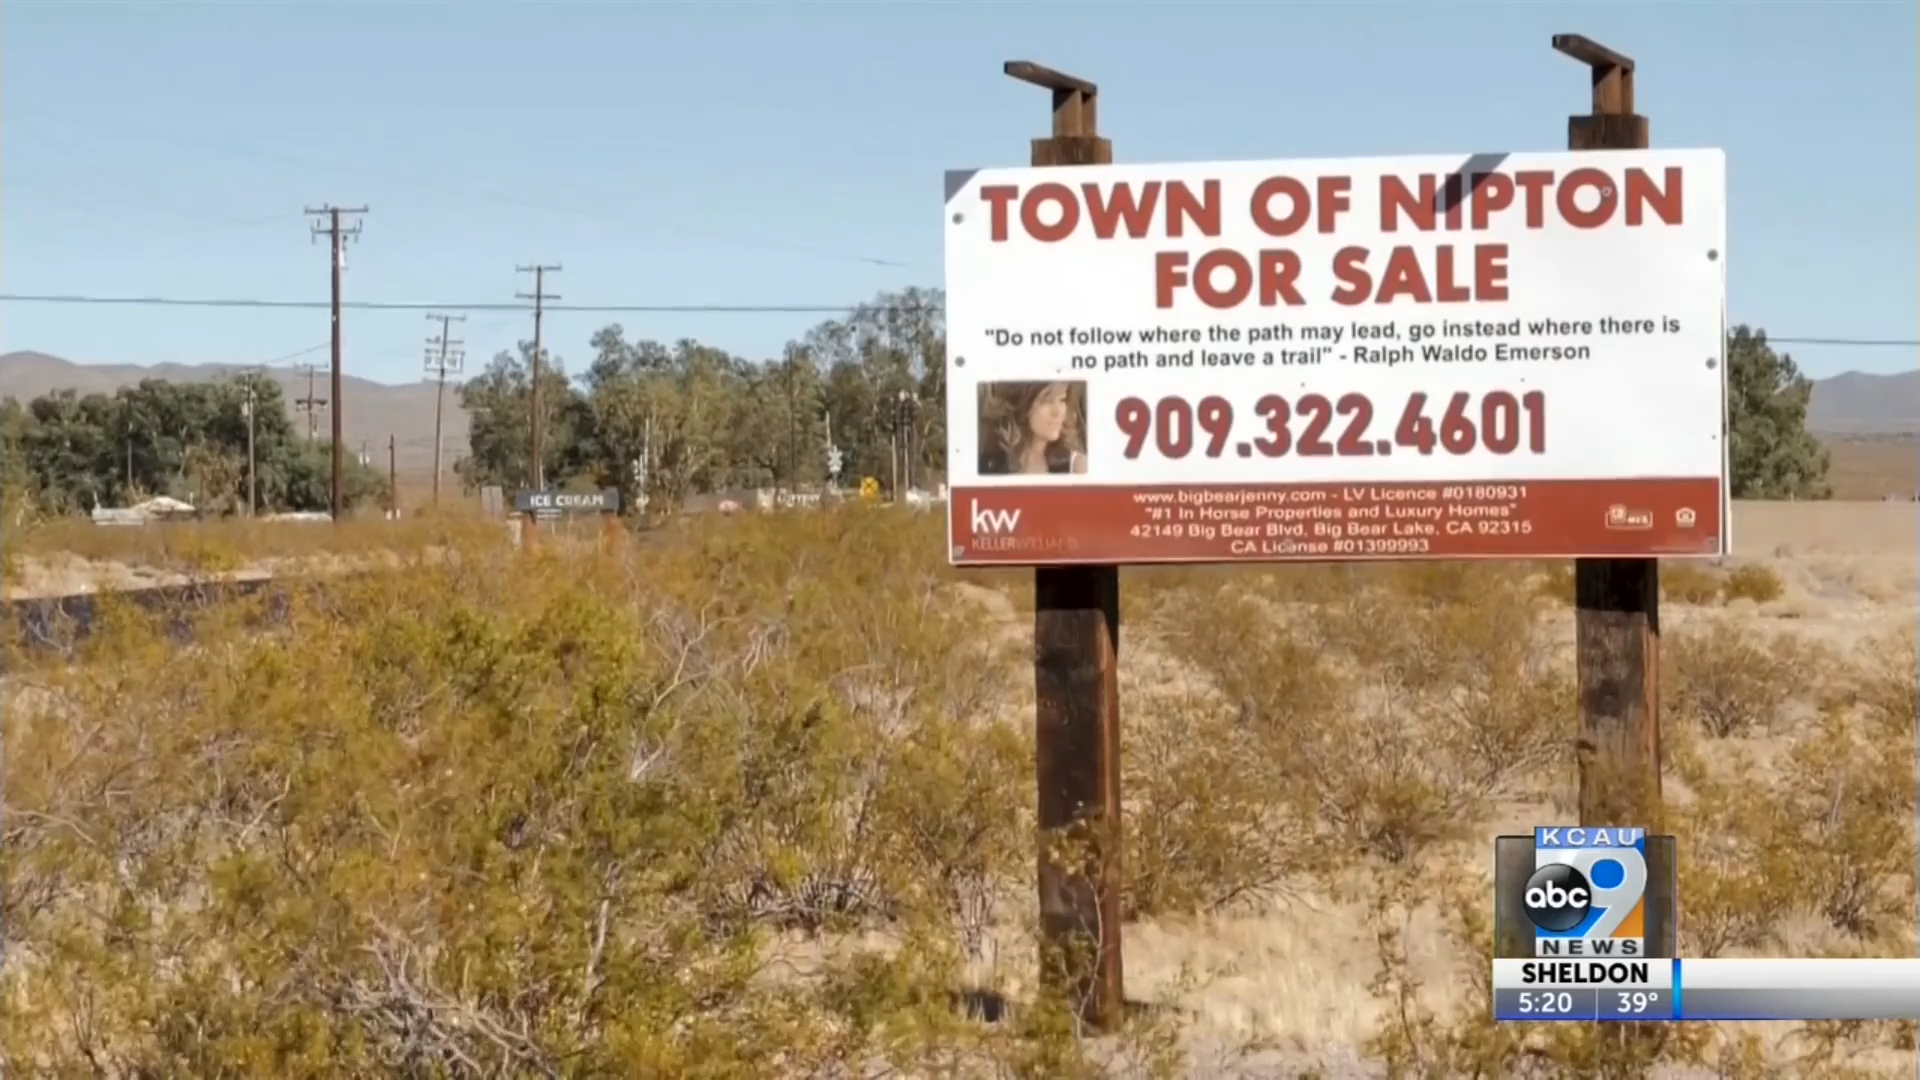 TOWN OF NIPTON
FOR SALE
"Do not follow where the path may lead, go instead where there is
no path and leave a trail" - Ralph Waldo Emerson
909.322.4601
kw
KELLERWILLIAMS
www.bigbearjenny.com - LV Licence #0180931
"#1 In Horse Properties and Luxury Homes"
42149 Big Bear Blvd, Big Bear Lake, CA 92315
CA License #01399993
ICE CREAM
KCAU
abc 9
NEWS
SHELDON
5:20 39°